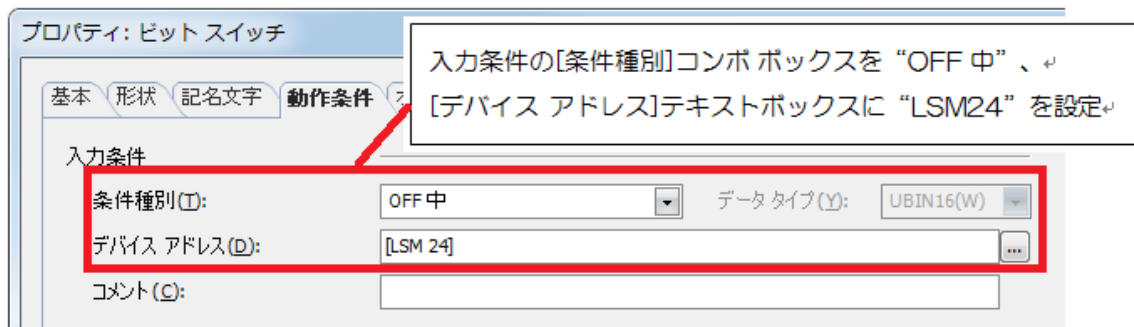 プロパティ: ビット スイッチ
入力条件の[条件種別]コンボ ボックスを “OFF 中” 、↵
[デバイス アドレス]テキストボックスに “LSM24” を設定↵
基本 形状 記名文字 動作条件
入力条件
条件種別(T): OFF 中 データ タイプ(Y): UBIN16(W)
デバイス アドレス(D): [LSM 24] ...
コメント(C):